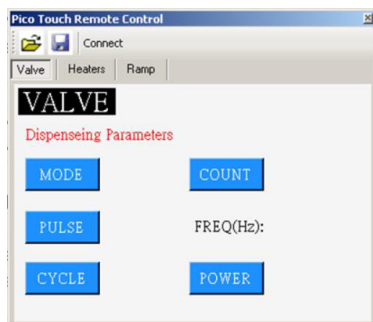 Pico Touch Remote Control
Connect
Valve Heaters Ramp
VALVE
Dispenseing Parameters
MODE COUNT
PULSE FREQ(Hz):
CYCLE POWER